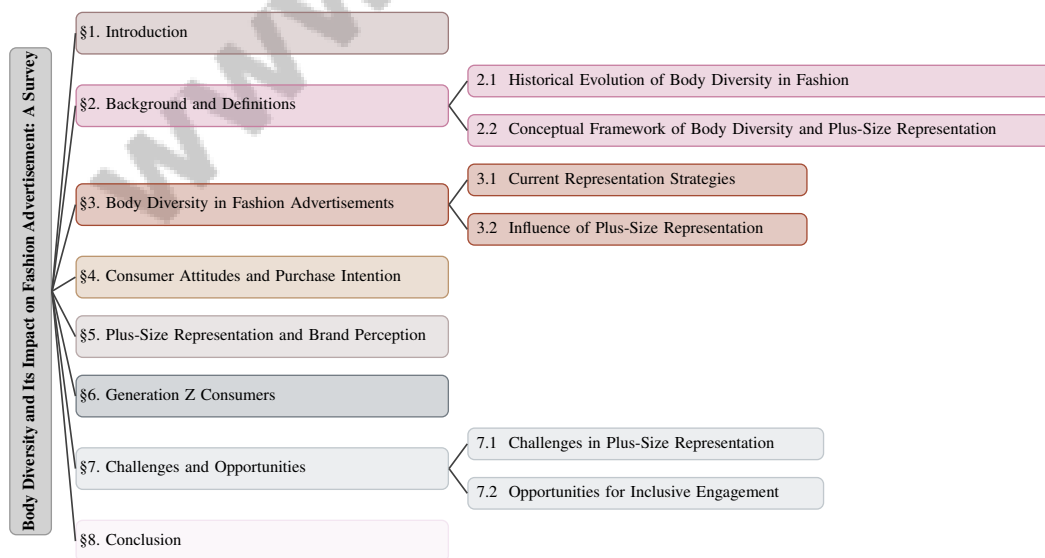 Body Diversity and Its Impact on Fashion Advertisement: A Survey
§1. Introduction
§2. Background and Definitions
2.1 Historical Evolution of Body Diversity in Fashion
2.2 Conceptual Framework of Body Diversity and Plus-Size Representation
§3. Body Diversity in Fashion Advertisements
3.1 Current Representation Strategies
3.2 Influence of Plus-Size Representation
§4. Consumer Attitudes and Purchase Intention
§5. Plus-Size Representation and Brand Perception
§6. Generation Z Consumers
§7. Challenges and Opportunities
7.1 Challenges in Plus-Size Representation
7.2 Opportunities for Inclusive Engagement
§8. Conclusion
www